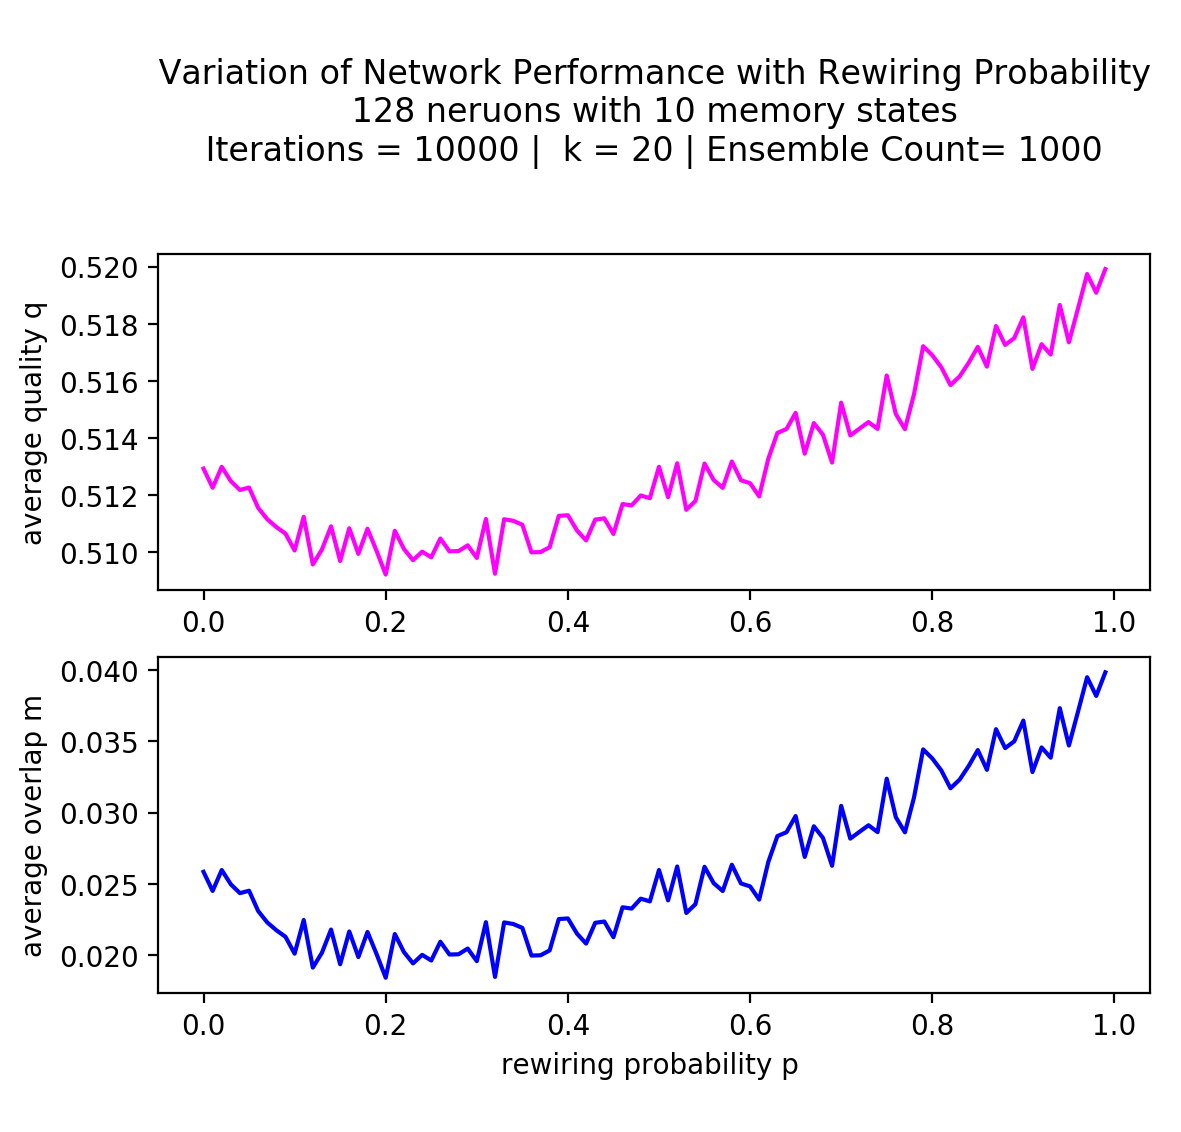 Variation of Network Performance with Rewiring Probability
128 neruons with 10 memory states
Iterations = 10000 |  k = 20 | Ensemble Count= 1000
average quality q
0.520
0.518
0.516
0.514
0.512
0.510
0.0 0.2 0.4 0.6 0.8 1.0
average overlap m
0.040
0.035
0.030
0.025
0.020
0.0 0.2 0.4 0.6 0.8 1.0
rewiring probability p